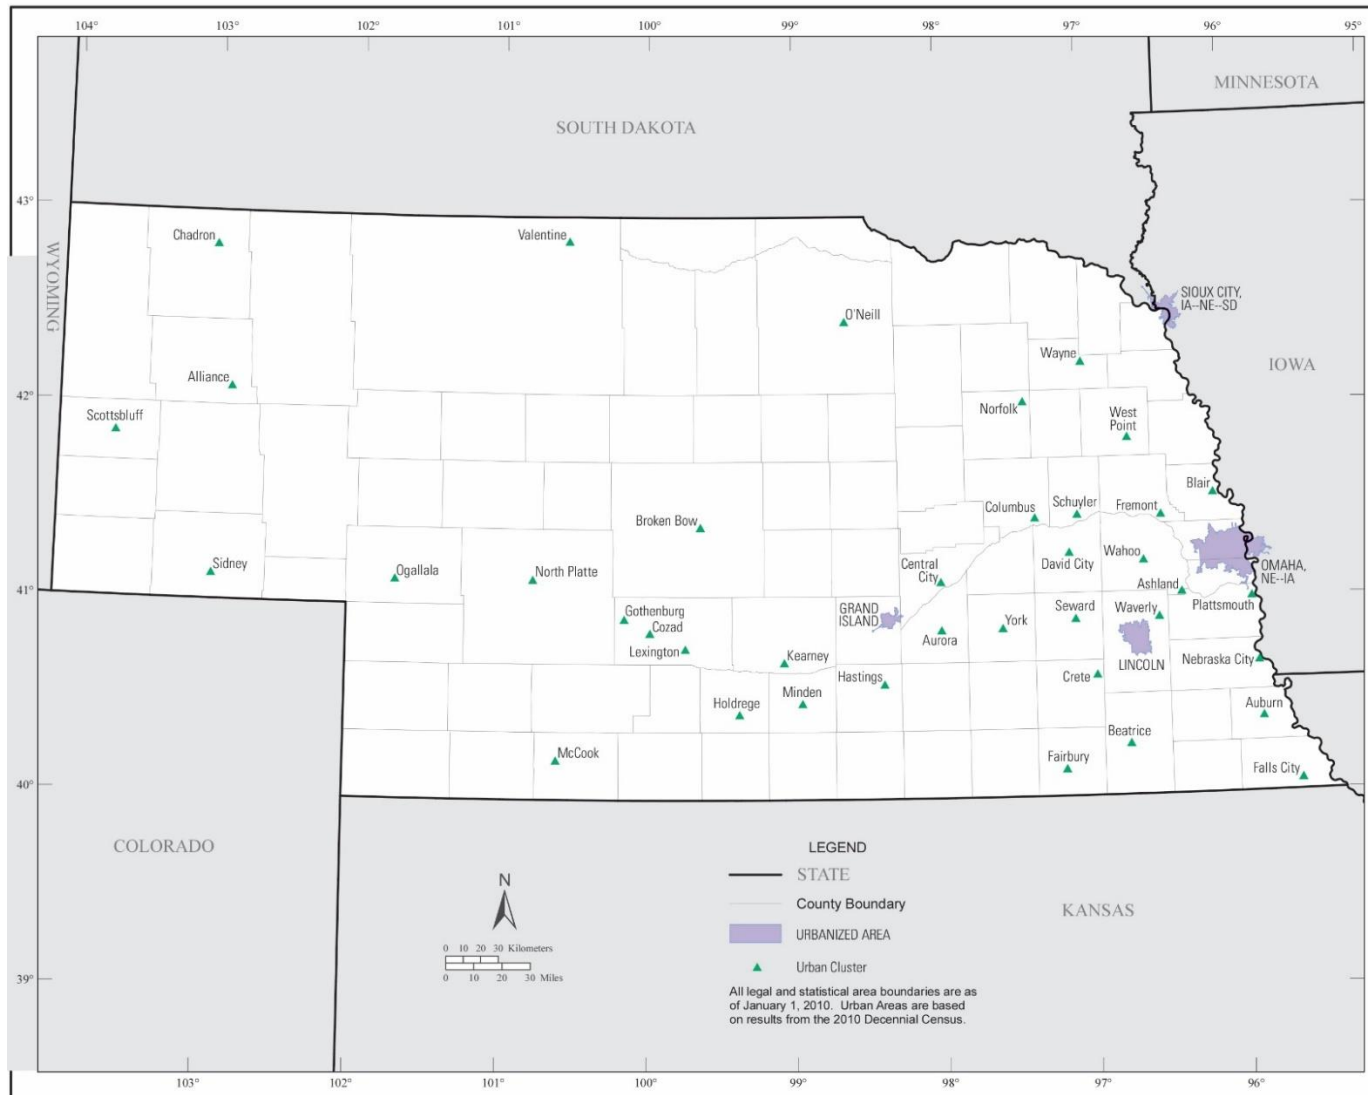 104°
103°
102°
101°
100°
99°
98°
97°
96°
95°
MINNESOTA
SOUTH DAKOTA
43°
WYOMING
Chadron
Valentine
SIOUX CITY,
IA--NE--SD
O'Neill
Wayne
IOWA
Alliance
42°
Scottsbluff
Norfolk
West
Point
Blair
Columbus
Schuyler
Fremont
Broken Bow
Sidney
Ogallala
North Platte
Central
City
David City
Wahoo
OMAHA,
NE--IA
41°
Ashland
Plattsmouth
Gothenburg
Cozad
Lexington
GRAND
ISLAND
Aurora
York
Seward
Waverly
LINCOLN
Kearney
Nebraska City
Hastings
Crete
Holdrege
Minden
Auburn
Beatrice
McCook
Fairbury
Falls City
40°
COLORADO
KANSAS
LEGEND
STATE
County Boundary
URBANIZED AREA
Urban Cluster
All legal and statistical area boundaries are as
of January 1, 2010. Urban Areas are based
on results from the 2010 Decennial Census.
N
0 10 20 30 Kilometers
0 10 20 30 Miles
39°
103°
102°
101°
100°
99°
98°
97°
96°